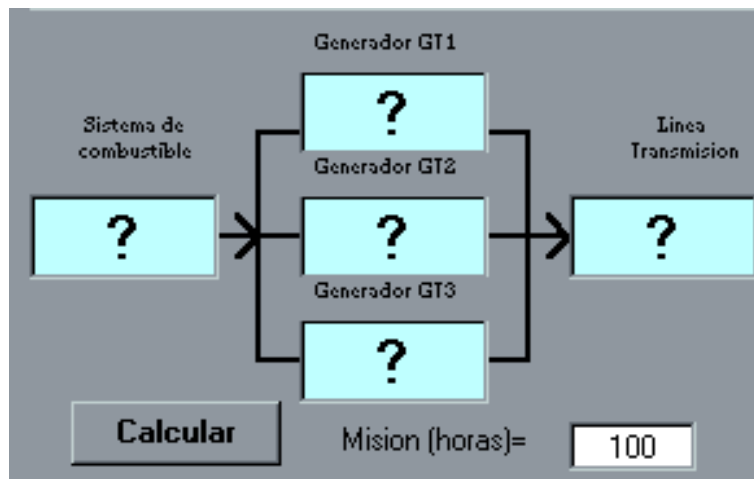 Generador GT1
?
Sistema de
combustible
Linea
Transmision
Generador GT2
?
?
?
Generador GT3
?
Calcular
Mision (horas)=
100